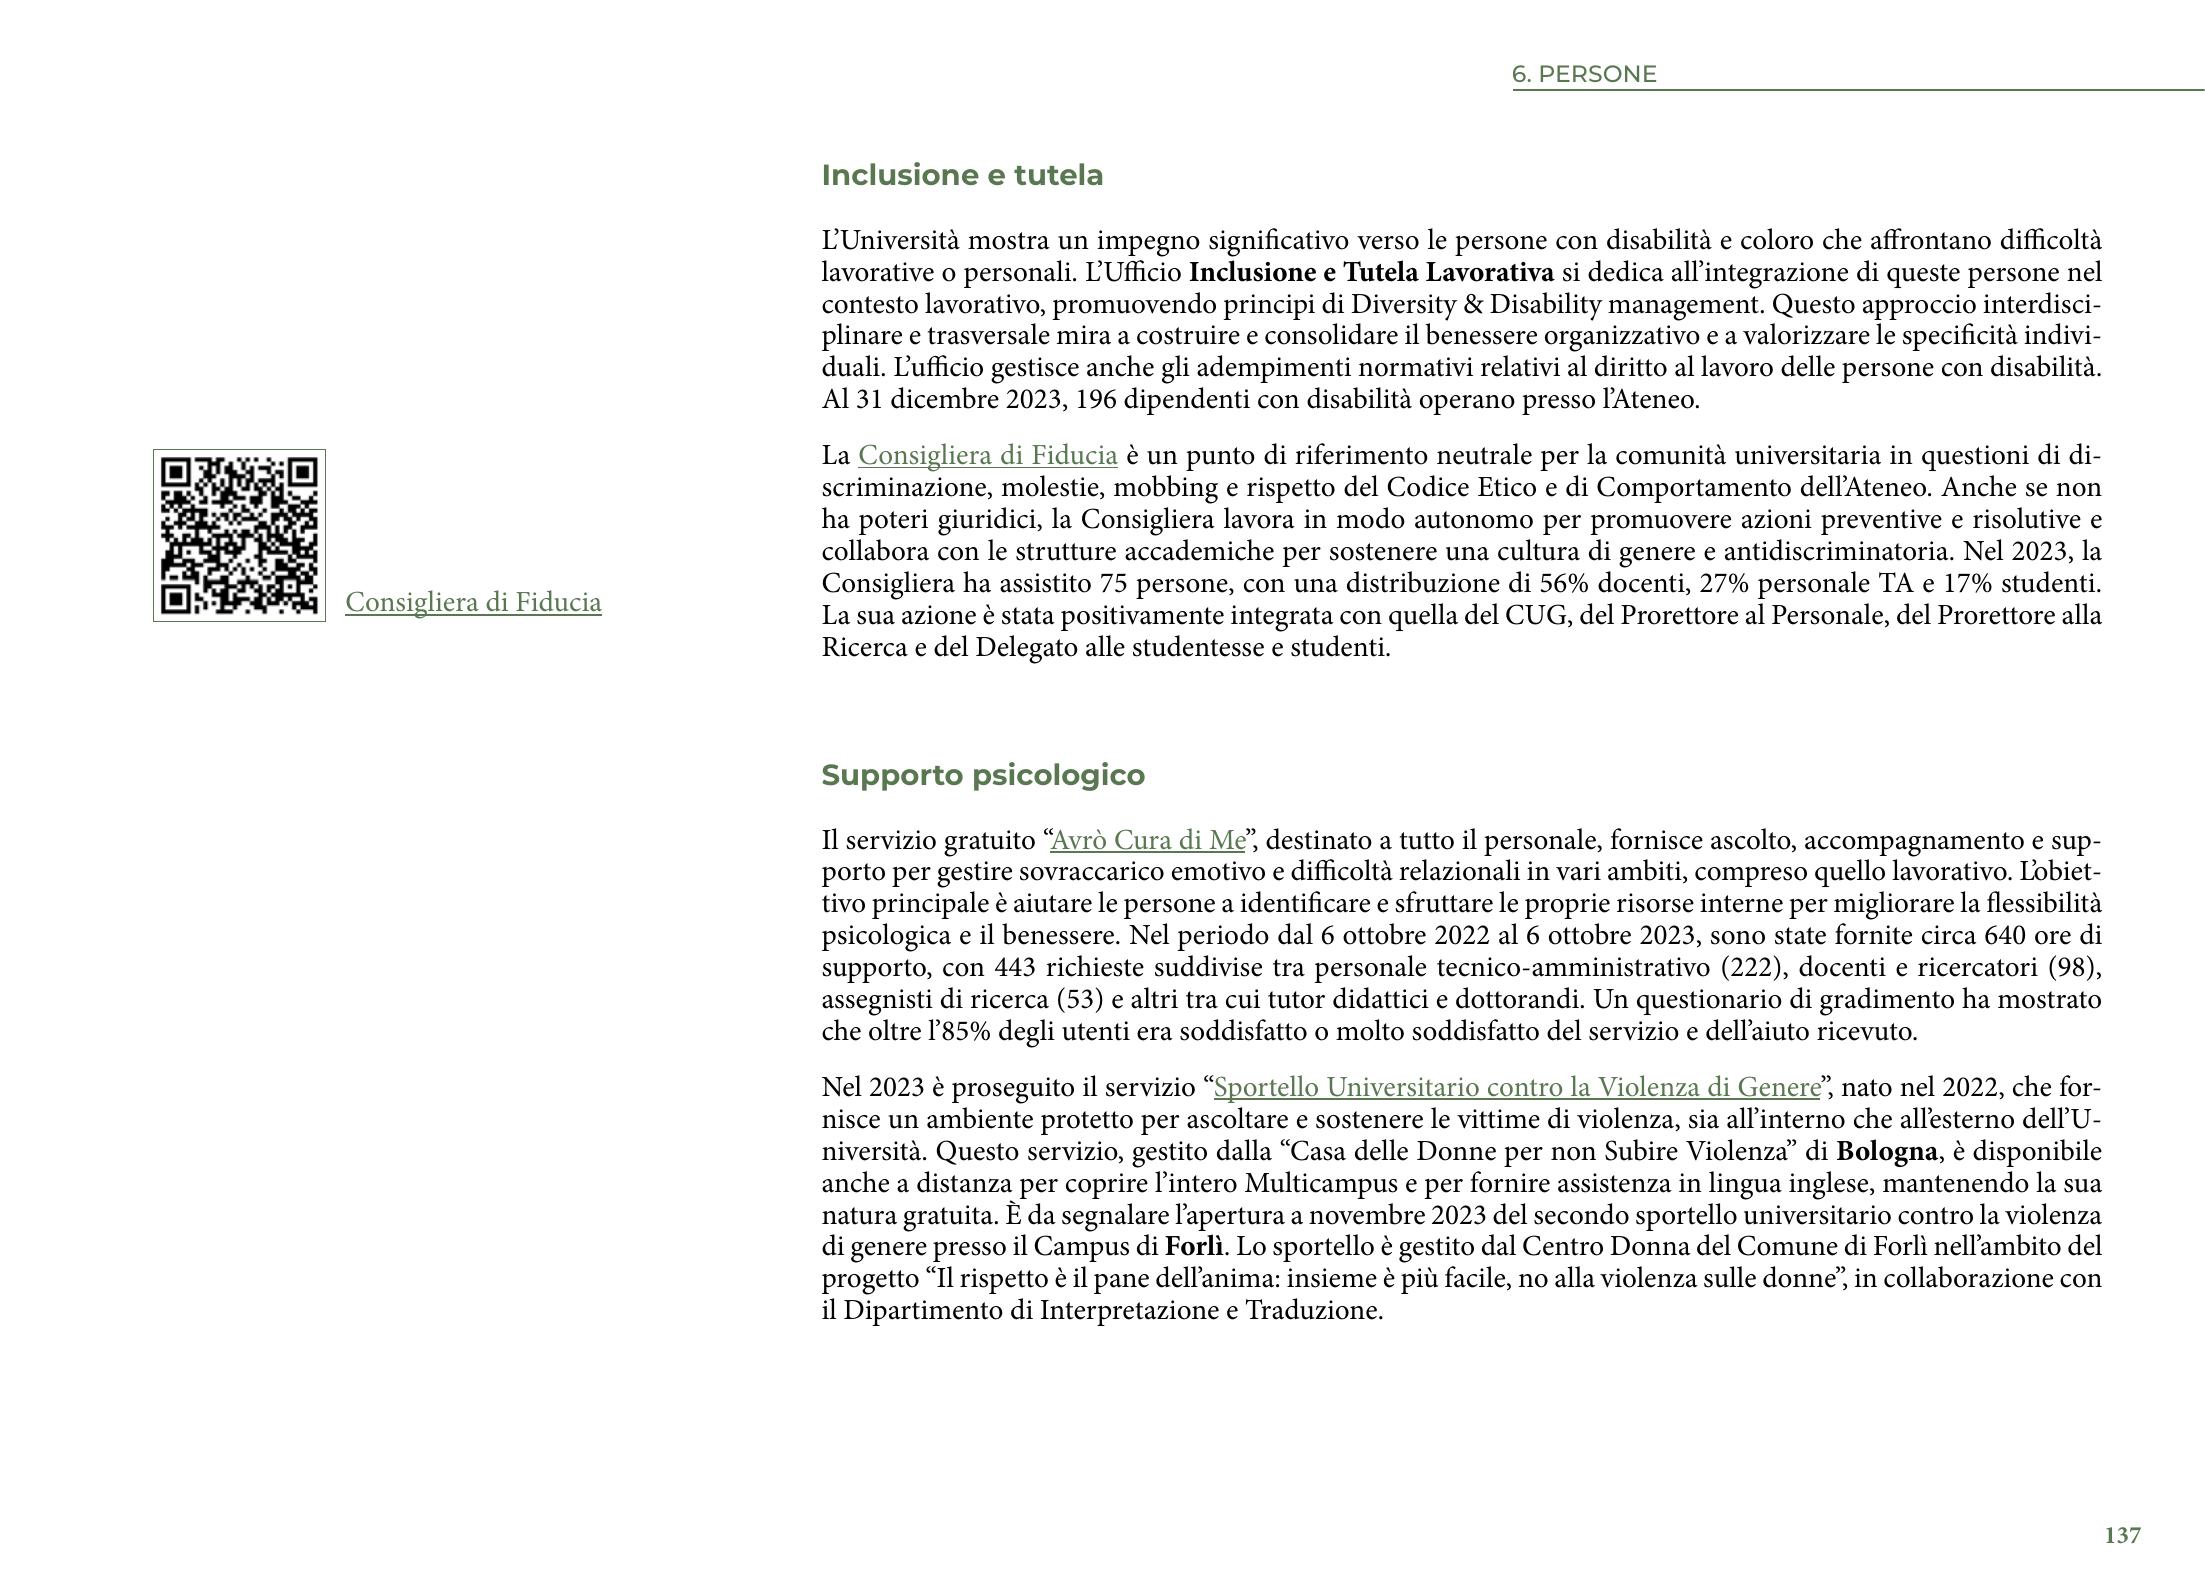 6. PERSONE
Inclusione e tutela
L’Università mostra un impegno significativo verso le persone con disabilità e coloro che affrontano difficoltà
lavorative o personali. L’Ufficio Inclusione e Tutela Lavorativa si dedica all’integrazione di queste persone nel
contesto lavorativo, promuovendo principi di Diversity & Disability management. Questo approccio interdisci-
plinare e trasversale mira a costruire e consolidare il benessere organizzativo e a valorizzare le specificità indivi-
duali. L’ufficio gestisce anche gli adempimenti normativi relativi al diritto al lavoro delle persone con disabilità.
Al 31 dicembre 2023, 196 dipendenti con disabilità operano presso l’Ateneo.
La Consigliera di Fiducia è un punto di riferimento neutrale per la comunità universitaria in questioni di di-
scriminazione, molestie, mobbing e rispetto del Codice Etico e di Comportamento dell’Ateneo. Anche se non
ha poteri giuridici, la Consigliera lavora in modo autonomo per promuovere azioni preventive e risolutive e
collabora con le strutture accademiche per sostenere una cultura di genere e antidiscriminatoria. Nel 2023, la
Consigliera ha assistito 75 persone, con una distribuzione di 56% docenti, 27% personale TA e 17% studenti.
La sua azione è stata positivamente integrata con quella del CUG, del Prorettore al Personale, del Prorettore alla
Ricerca e del Delegato alle studentesse e studenti.
Consigliera di Fiducia
Supporto psicologico
Il servizio gratuito “Avrò Cura di Me”, destinato a tutto il personale, fornisce ascolto, accompagnamento e sup-
porto per gestire sovraccarico emotivo e difficoltà relazionali in vari ambiti, compreso quello lavorativo. L’obiet-
tivo principale è aiutare le persone a identificare e sfruttare le proprie risorse interne per migliorare la flessibilità
psicologica e il benessere. Nel periodo dal 6 ottobre 2022 al 6 ottobre 2023, sono state fornite circa 640 ore di
supporto, con 443 richieste suddivise tra personale tecnico-amministrativo (222), docenti e ricercatori (98),
assegnisti di ricerca (53) e altri tra cui tutor didattici e dottorandi. Un questionario di gradimento ha mostrato
che oltre l’85% degli utenti era soddisfatto o molto soddisfatto del servizio e dell’aiuto ricevuto.
Nel 2023 è proseguito il servizio “Sportello Universitario contro la Violenza di Genere”, nato nel 2022, che for-
nisce un ambiente protetto per ascoltare e sostenere le vittime di violenza, sia all’interno che all’esterno dell’U-
niversità. Questo servizio, gestito dalla “Casa delle Donne per non Subire Violenza” di Bologna, è disponibile
anche a distanza per coprire l’intero Multicampus e per fornire assistenza in lingua inglese, mantenendo la sua
natura gratuita. È da segnalare l’apertura a novembre 2023 del secondo sportello universitario contro la violenza
di genere presso il Campus di Forlì. Lo sportello è gestito dal Centro Donna del Comune di Forlì nell’ambito del
progetto “Il rispetto è il pane dell’anima: insieme è più facile, no alla violenza sulle donne”, in collaborazione con
il Dipartimento di Interpretazione e Traduzione.
137